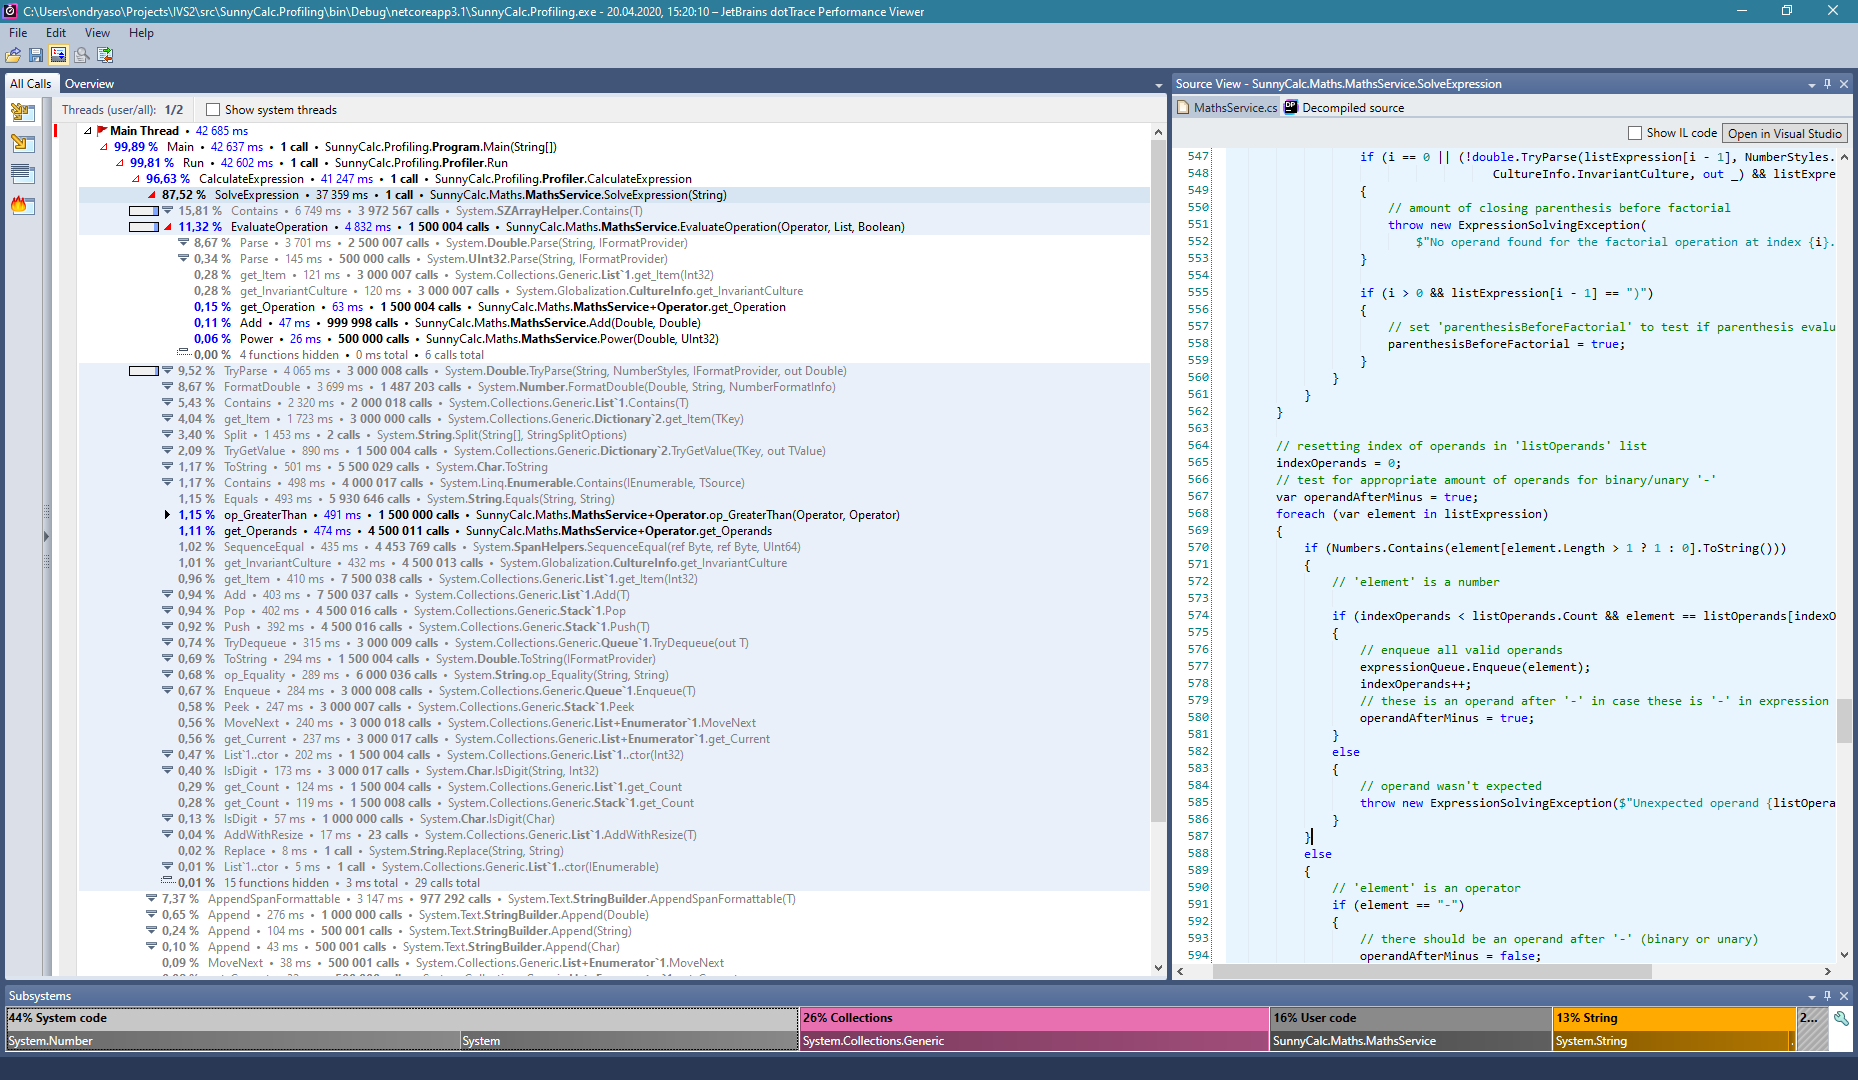 C:\Users\ondryaso\Projects\IVS2\src\SunnyCalc.Profiling\bin\Debug\netcoreapp3.1\SunnyCalc.Profiling.exe - 20.04.2020, 15:20:10 – JetBrains dotTrace Performance Viewer
File Edit View Help
All Calls Overview
Threads (user/all): 1/2 Show system threads
Main Thread • 42 685 ms
99,89 % Main • 42 637 ms • 1 call • SunnyCalc.Profiling.Program.Main(String[])
99,81 % Run • 42 602 ms • 1 call • SunnyCalc.Profiling.Profiler.Run
96,63 % CalculateExpression • 41 247 ms • 1 call • SunnyCalc.Profiling.Profiler.CalculateExpression
87,52 % SolveExpression • 37 359 ms • 1 call • SunnyCalc.Maths.MathsService.SolveExpression(String)
15,81 % Contains • 6 749 ms • 3 972 567 calls • System.SZArrayHelper.Contains(T)
11,32 % EvaluateOperation • 4 832 ms • 1 500 004 calls • SunnyCalc.Maths.MathsService.EvaluateOperation(Operator, List, Boolean)
8,67 % Parse • 3 701 ms • 2 500 007 calls • System.Double.Parse(String, IFormatProvider)
0,34 % Parse • 145 ms • 500 000 calls • System.UInt32.Parse(String, IFormatProvider)
0,28 % get_Item • 121 ms • 3 000 007 calls • System.Collections.Generic.List`1.get_Item(Int32)
0,28 % get_InvariantCulture • 120 ms • 3 000 007 calls • System.Globalization.CultureInfo.get_InvariantCulture
0,15 % get_Operation • 63 ms • 1 500 004 calls • SunnyCalc.Maths.MathsService+Operator.get_Operation
0,11 % Add • 47 ms • 999 998 calls • SunnyCalc.Maths.MathsService.Add(Double, Double)
0,06 % Power • 26 ms • 500 000 calls • SunnyCalc.Maths.MathsService.Power(Double, UInt32)
0,00 % 4 functions hidden • 0 ms total • 6 calls total
9,52 % TryParse • 4 065 ms • 3 000 008 calls • System.Double.TryParse(String, NumberStyles, IFormatProvider, out Double)
8,67 % FormatDouble • 3 699 ms • 1 487 203 calls • System.Number.FormatDouble(Double, String, NumberFormatInfo)
5,43 % Contains • 2 320 ms • 2 000 018 calls • System.Collections.Generic.List`1.Contains(T)
4,04 % get_Item • 1 723 ms • 3 000 000 calls • System.Collections.Generic.Dictionary`2.get_Item(TKey)
3,40 % Split • 1 453 ms • 2 calls • System.String.Split(String[], StringSplitOptions)
2,09 % TryGetValue • 890 ms • 1 500 004 calls • System.Collections.Generic.Dictionary`2.TryGetValue(TKey, out TValue)
1,17 % ToString • 501 ms • 5 500 029 calls • System.Char.ToString
1,17 % Contains • 498 ms • 4 000 017 calls • System.Linq.Enumerable.Contains(IEnumerable, TSource)
1,15 % Equals • 493 ms • 5 930 646 calls • System.String.Equals(String, String)
1,15 % op_GreaterThan • 491 ms • 1 500 000 calls • SunnyCalc.Maths.MathsService+Operator.op_GreaterThan(Operator, Operator)
1,11 % get_Operands • 474 ms • 4 500 011 calls • SunnyCalc.Maths.MathsService+Operator.get_Operands
1,02 % SequenceEqual • 435 ms • 4 453 769 calls • System.SpanHelpers.SequenceEqual(ref Byte, ref Byte, UInt64)
1,01 % get_InvariantCulture • 432 ms • 4 500 013 calls • System.Globalization.CultureInfo.get_InvariantCulture
0,96 % get_Item • 410 ms • 7 500 038 calls • System.Collections.Generic.List`1.get_Item(Int32)
0,94 % Add • 403 ms • 7 500 037 calls • System.Collections.Generic.List`1.Add(T)
0,94 % Pop • 402 ms • 4 500 016 calls • System.Collections.Generic.Stack`1.Pop
0,92 % Push • 392 ms • 4 500 016 calls • System.Collections.Generic.Stack`1.Push(T)
0,74 % TryDequeue • 315 ms • 3 000 009 calls • System.Collections.Generic.Queue`1.TryDequeue(out T)
0,69 % ToString • 294 ms • 1 500 004 calls • System.Double.ToString(IFormatProvider)
0,68 % op_Equality • 289 ms • 6 000 036 calls • System.String.op_Equality(String, String)
0,67 % Enqueue • 284 ms • 3 000 008 calls • System.Collections.Generic.Queue`1.Enqueue(T)
0,58 % Peek • 247 ms • 3 000 007 calls • System.Collections.Generic.Stack`1.Peek
0,56 % MoveNext • 240 ms • 3 000 018 calls • System.Collections.Generic.List+Enumerator`1.MoveNext
0,56 % get_Current • 237 ms • 3 000 017 calls • System.Collections.Generic.List+Enumerator`1.get_Current
0,47 % List`1..ctor • 202 ms • 1 500 004 calls • System.Collections.Generic.List`1..ctor(Int32)
0,40 % IsDigit • 173 ms • 3 000 017 calls • System.Char.IsDigit(String, Int32)
0,29 % get_Count • 124 ms • 1 500 004 calls • System.Collections.Generic.List`1.get_Count
0,28 % get_Count • 119 ms • 1 500 008 calls • System.Collections.Generic.Stack`1.get_Count
0,13 % IsDigit • 57 ms • 1 000 000 calls • System.Char.IsDigit(Char)
0,04 % AddWithResize • 17 ms • 23 calls • System.Collections.Generic.List`1.AddWithResize(T)
0,02 % Replace • 8 ms • 1 call • System.String.Replace(String, String)
0,01 % List`1..ctor • 5 ms • 1 call • System.Collections.Generic.List`1..ctor(IEnumerable)
0,01 % 15 functions hidden • 3 ms total • 29 calls total
7,37 % AppendSpanFormattable • 3 147 ms • 977 292 calls • System.Text.StringBuilder.AppendSpanFormattable(T)
0,65 % Append • 276 ms • 1 000 000 calls • System.Text.StringBuilder.Append(Double)
0,24 % Append • 104 ms • 500 001 calls • System.Text.StringBuilder.Append(String)
0,10 % Append • 43 ms • 500 001 calls • System.Text.StringBuilder.Append(Char)
0,09 % MoveNext • 38 ms • 500 001 calls • System.Collections.Generic.List+Enumerator`1.MoveNext
Source View - SunnyCalc.Maths.MathsService.SolveExpression
MathsService.cs Decompiled source
Show IL code Open in Visual Studio
547 if (i == 0 || (!double.TryParse(listExpression[i - 1], NumberStyles.
548 CultureInfo.InvariantCulture, out _) && listExpre
549 {
550 // amount of closing parenthesis before factorial
551 throw new ExpressionSolvingException(
552 $"No operand found for the factorial operation at index {i}.
553 }
554
555 if (i > 0 && listExpression[i - 1] == ")")
556 {
557 // set 'parenthesisBeforeFactorial' to test if parenthesis evalu
558 parenthesisBeforeFactorial = true;
559 }
560 }
561 }
562 }
563
564 // resetting index of operands in 'listOperands' list
565 indexOperands = 0;
566 // test for appropriate amount of operands for binary/unary '-'
567 var operandAfterMinus = true;
568 foreach (var element in listExpression)
569 {
570 if (Numbers.Contains(element[element.Length > 1 ? 1 : 0].ToString()))
571 {
572 // 'element' is a number
573
574 if (indexOperands < listOperands.Count && element == listOperands[indexO
575 {
576 // enqueue all valid operands
577 expressionQueue.Enqueue(element);
578 indexOperands++;
579 // these is an operand after '-' in case these is '-' in expression
580 operandAfterMinus = true;
581 }
582 else
583 {
584 // operand wasn't expected
585 throw new ExpressionSolvingException($"Unexpected operand {listOpera
586 }
587 }
588 else
589 {
590 // 'element' is an operator
591 if (element == "-")
592 {
593 // there should be an operand after '-' (binary or unary)
594 operandAfterMinus = false;
Subsystems
44% System code 26% Collections 16% User code 13% String 2...
System.Number System System.Collections.Generic SunnyCalc.Maths.MathsService System.String .